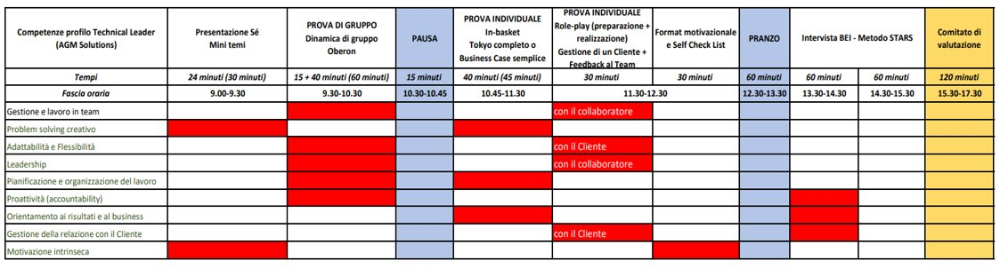 Competenze profilo Technical Leader
(AGM Solutions)
Presentazione Sé
Mini temi
PROVA DI GRUPPO
Dinamica di gruppo
Oberon
PAUSA
PROVA INDIVIDUALE
In-basket
Tokyo completo o
Business Case semplice
PROVA INDIVIDUALE
Role-play (preparazione +
realizzazione)
Gestione di un Cliente +
Feedback al Team
Format motivazionale
e Self Check List
PRANZO
Intervista BEI - Metodo STARS
Comitato di
valutazione
Tempi
24 minuti (30 minuti)
15 + 40 minuti (60 minuti)
15 minuti
40 minuti (45 minuti)
30 minuti
30 minuti
60 minuti
60 minuti
60 minuti
120 minuti
Fascia oraria
9.00-9.30
9.30-10.30
10.30-10.45
10.45-11.30
11.30-12.30
12.30-13.30
13.30-14.30
14.30-15.30
15.30-17.30
Gestione e lavoro in team
con il collaboratore
Problem solving creativo
Adattabilità e Flessibilità
con il Cliente
Leadership
con il collaboratore
Pianificazione e organizzazione del lavoro
Proattività (accountability)
Orientamento ai risultati e al business
Gestione della relazione con il Cliente
con il Cliente
Motivazione intrinseca